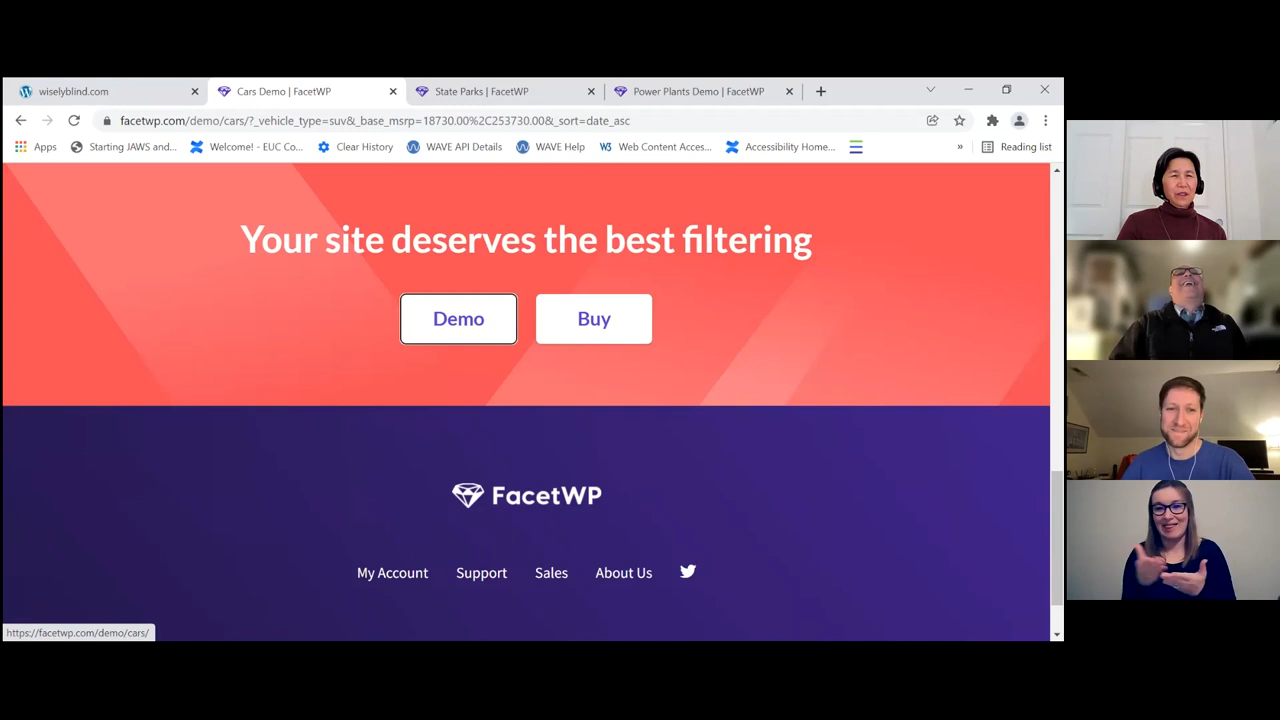 wiselyblind.com
Cars Demo | FacetWP
State Parks | FacetWP
Power Plants Demo | FacetWP
facetwp.com/demo/cars/?_vehicle_type=suv&_base_msrp=18730.00%2C253730.00&_sort=date_asc
Apps
Starting JAWS and...
Welcome! - EUC Co...
Clear History
WAVE API Details
WAVE Help
W3
Web Content Acces...
Accessibility Home...
»
Reading list
Your site deserves the best filtering
Demo
Buy
FacetWP
My Account
Support
Sales
About Us
https://facetwp.com/demo/cars/